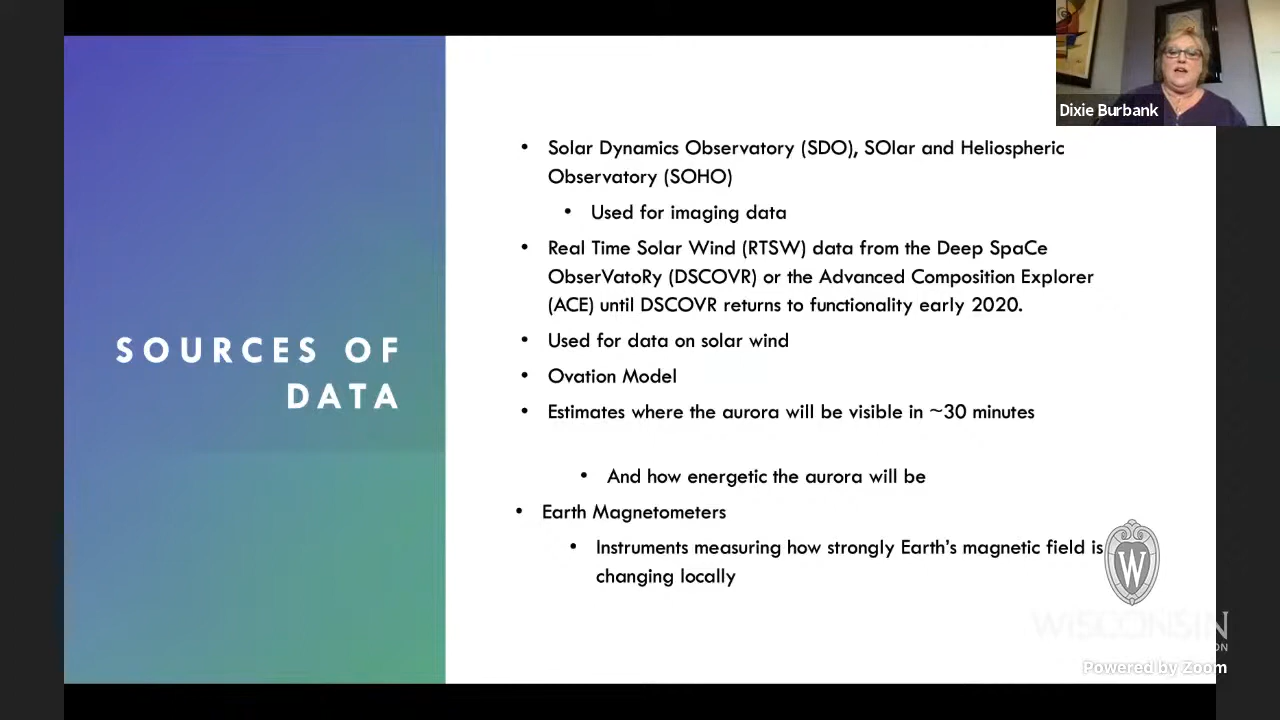 Dixie Burbank
SOURCES OF
DATA
• Solar Dynamics Observatory (SDO), SOlar and Heliospheric
Observatory (SOHO)
• Used for imaging data
• Real Time Solar Wind (RTSW) data from the Deep SpaCe
ObserVatoRy (DSCOVR) or the Advanced Composition Explorer
(ACE) until DSCOVR returns to functionality early 2020.
• Used for data on solar wind
• Ovation Model
• Estimates where the aurora will be visible in ~30 minutes
• And how energetic the aurora will be
• Earth Magnetometers
• Instruments measuring how strongly Earth's magnetic field is
changing locally
W
WISCONSIN
Powered by Zoom